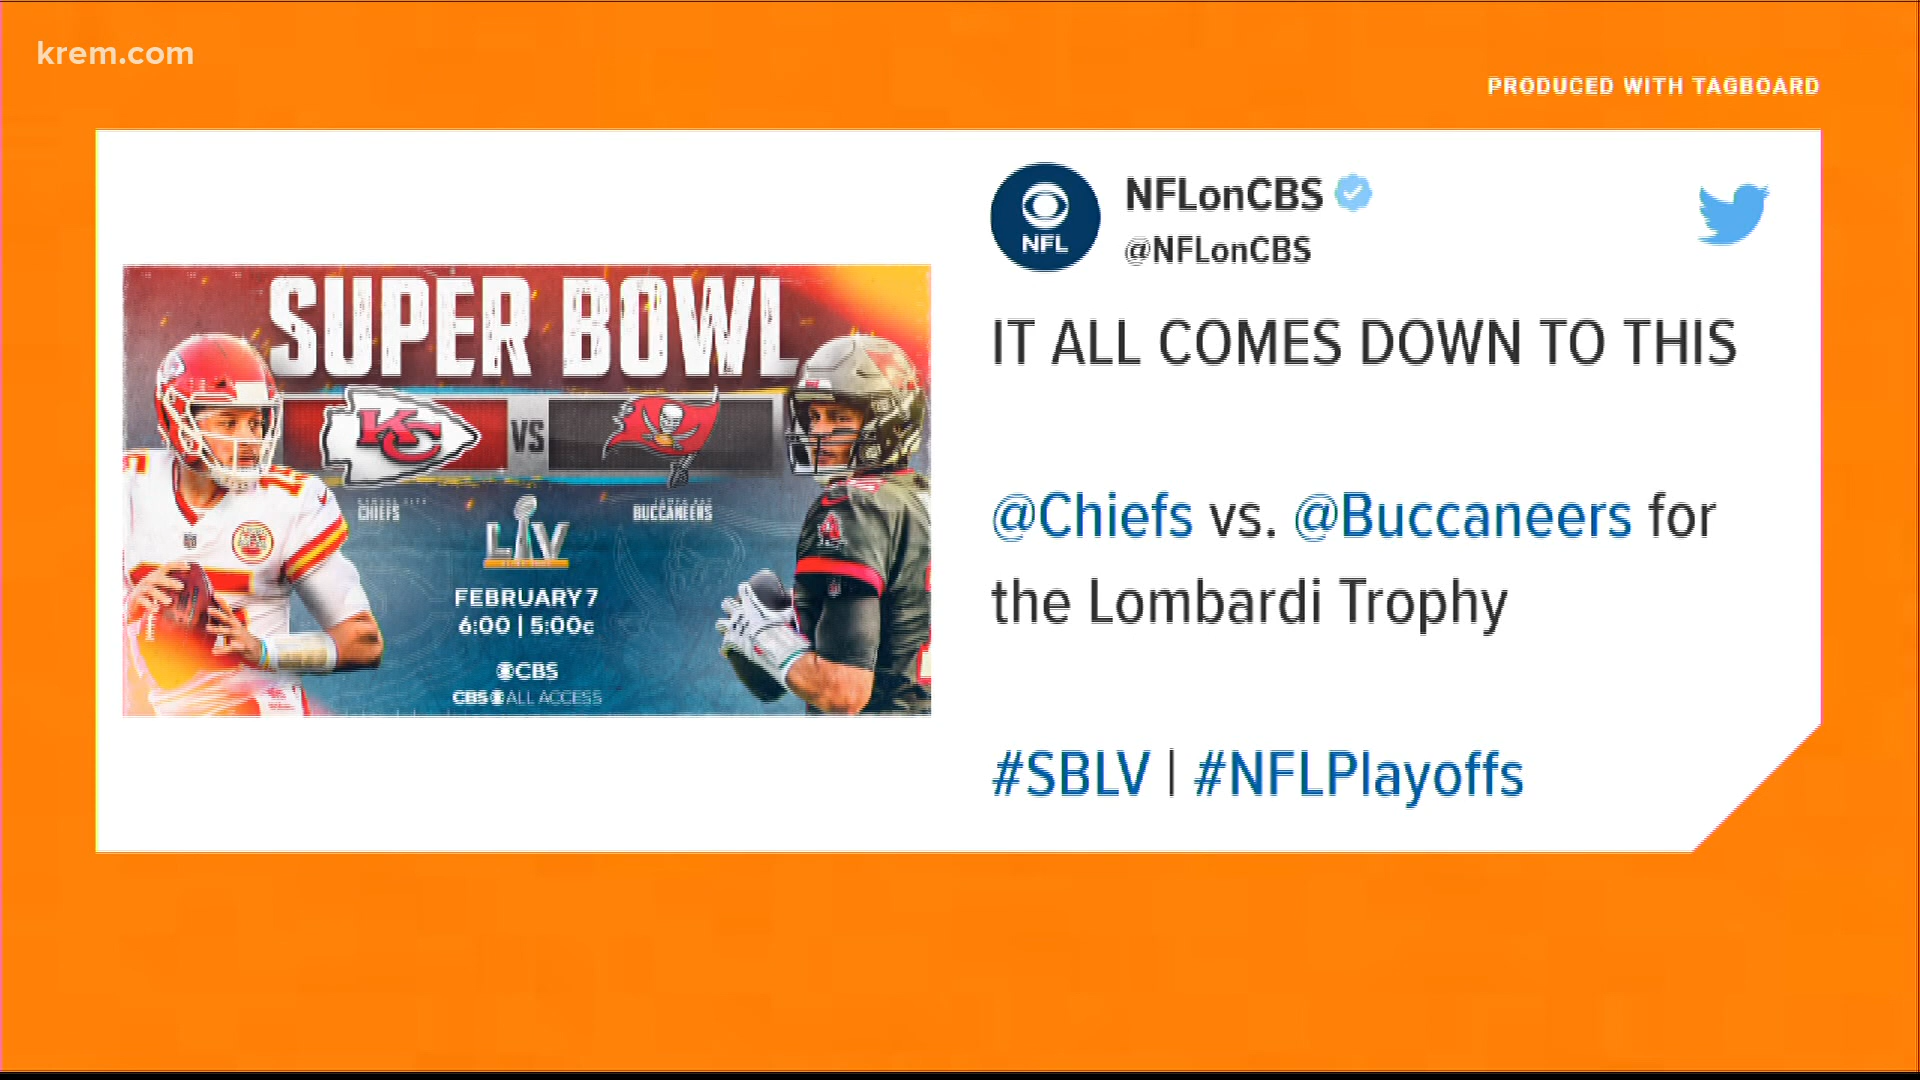 krem.com
PRODUCED WITH TAGBOARD
SUPER BOWL
KC
VS
CHIEFS
BUCCANEERS
LV
FEBRUARY 7
6:00 | 5:00c
CBS
CBS ALL ACCESS
NFL
NFLonCBS
@NFLonCBS
IT ALL COMES DOWN TO THIS
@Chiefs vs. @Buccaneers for
the Lombardi Trophy
#SBLV | #NFLPlayoffs